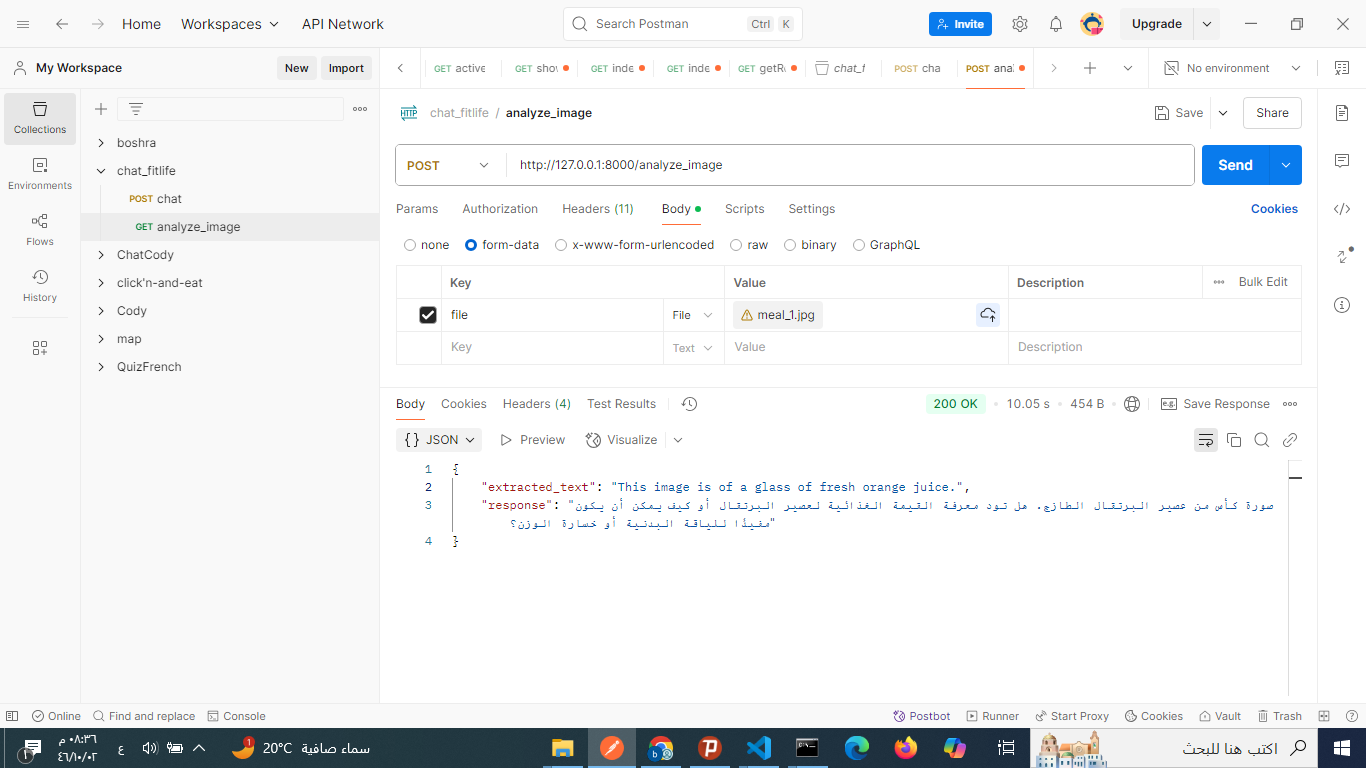 Home
Workspaces
API Network
Search Postman
Ctrl
K
Invite
Upgrade
My Workspace
New
Import
GET active
GET sho
GET inde
GET inde
GET getR
chat_f
POST cha
POST ana
No environment
Collections
Environments
Flows
History
boshra
chat_fitlife
POST chat
GET analyze_image
ChatCody
click'n-and-eat
Cody
map
QuizFrench
HTTP chat_fitlife / analyze_image
Save
Share
POST
http://127.0.0.1:8000/analyze_image
Send
Params Authorization Headers (11) Body Scripts Settings Cookies
none form-data x-www-form-urlencoded raw binary GraphQL
Key Value Description Bulk Edit
file File meal_1.jpg
Key Text Value Description
Body Cookies Headers (4) Test Results
200 OK 10.05 s 454 B e.g. Save Response
{} JSON Preview Visualize
1 {
2 "extracted_text": "This image is of a glass of fresh orange juice.",
3 "response": "صورة كأس من عصير البرتقال الطازج. هل تود معرفة القيمة الغذائية لعصير البرتقال أو كيف يمكن أن يكون
مفيدًا للياقة البدنية أو خسارة الوزن؟"
4 }
Online Find and replace Console Postbot Runner Start Proxy Cookies Vault Trash
٠٨:٣٦ م
٤٦/١٠/٠٢
1
ع
1
20°C سماء صافية
اكتب هنا للبحث